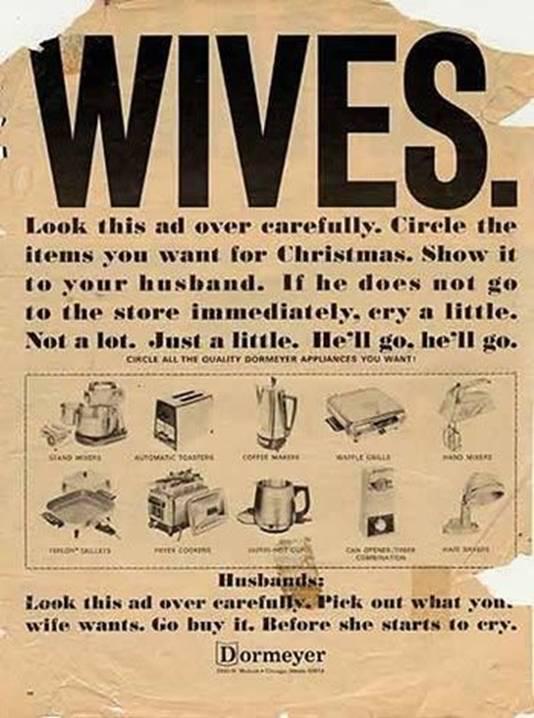 WIVES.
Look this ad over carefully. Circle the
items you want for Christmas. Show it
to your husband. If he does not go
to the store immediately, cry a little.
Not a lot. Just a little. He'll go, he'll go.
CIRCLE ALL THE QUALITY DORMEYER APPLIANCES YOU WANT!
STAND MIXERS AUTOMATIC TOASTERS COFFEE MAKERS WAFFLE GRILLS HAND MIXERS
SKILLETS FRYER COOKERS HOT CUP CAN OPENER/TIMER HAIR DRYERS
COMBINATION
Husbands:
Look this ad over carefully. Pick out what you.
wife wants. Go buy it. Before she starts to cry.
Dormeyer